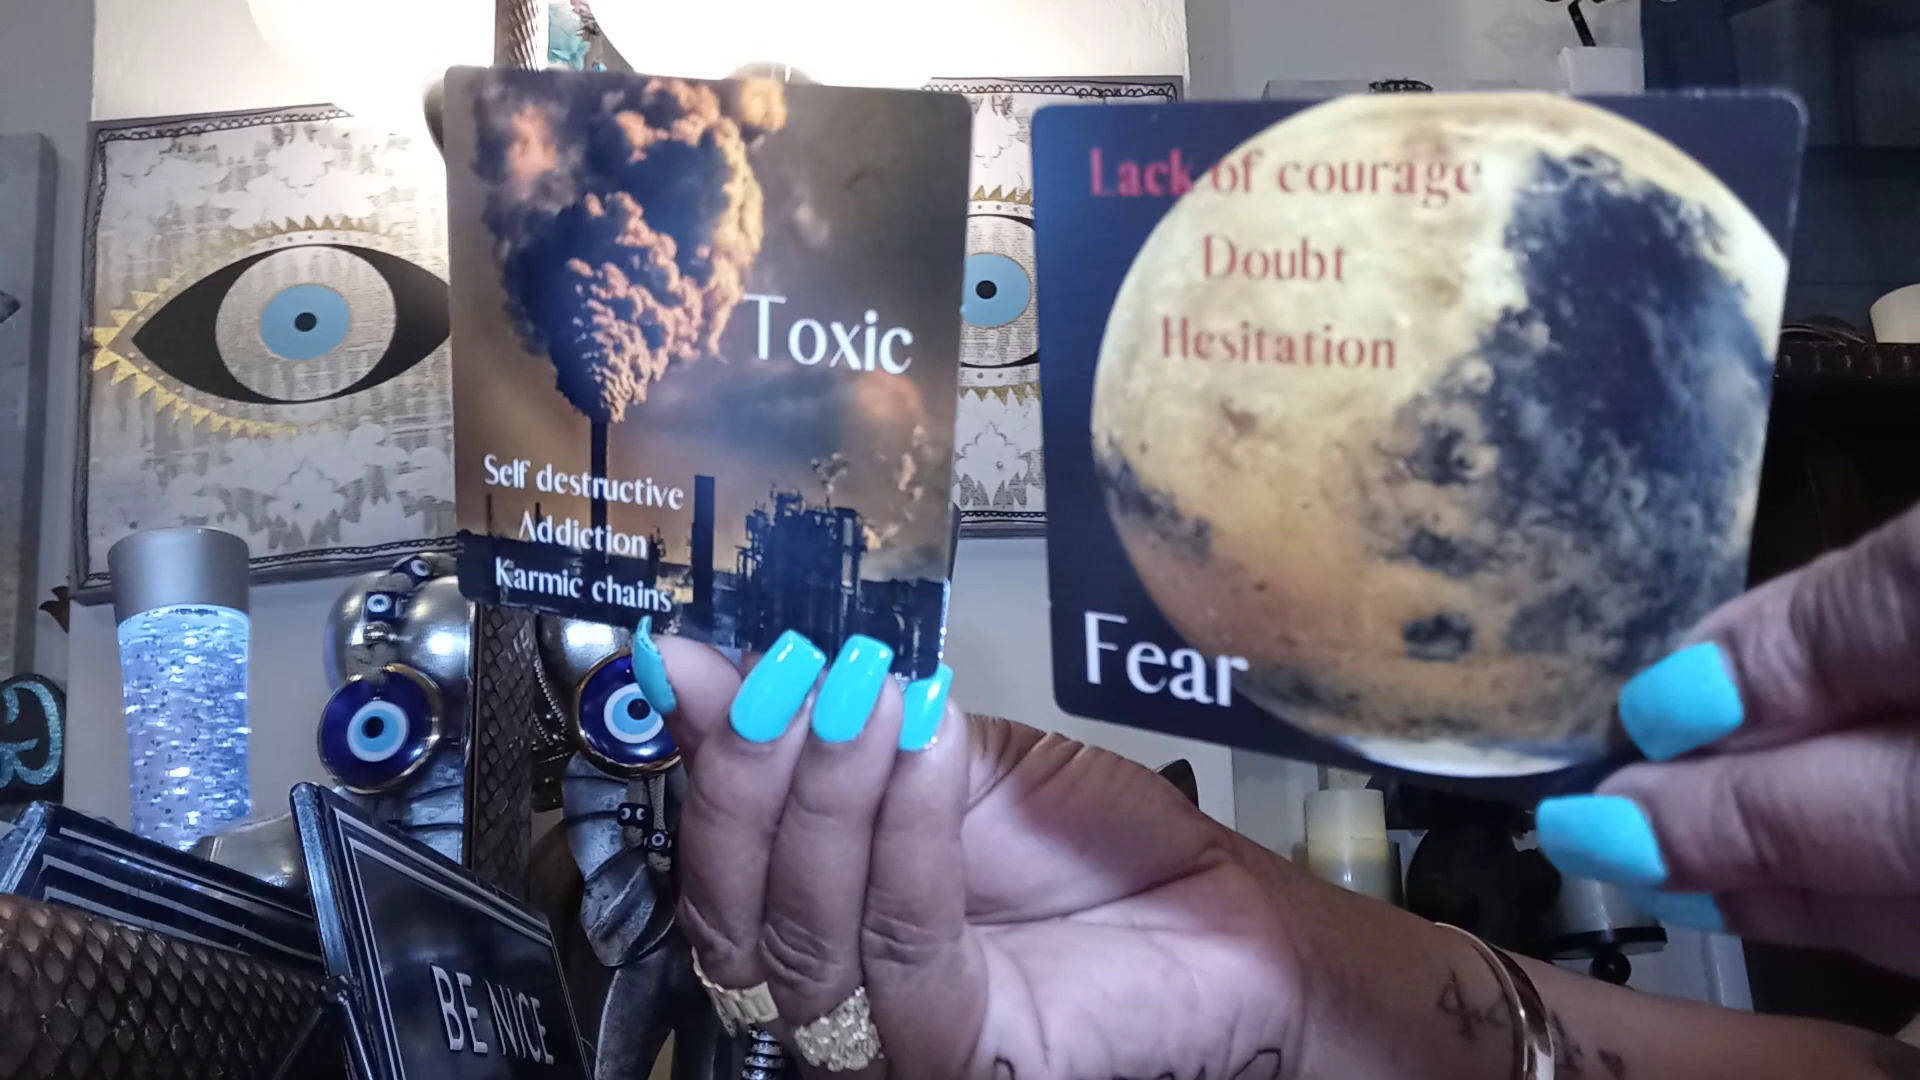 Toxic
Self destructive
Addiction
Karmic chains
Lack of courage
Doubt
Hesitation
Fear
BE NICE